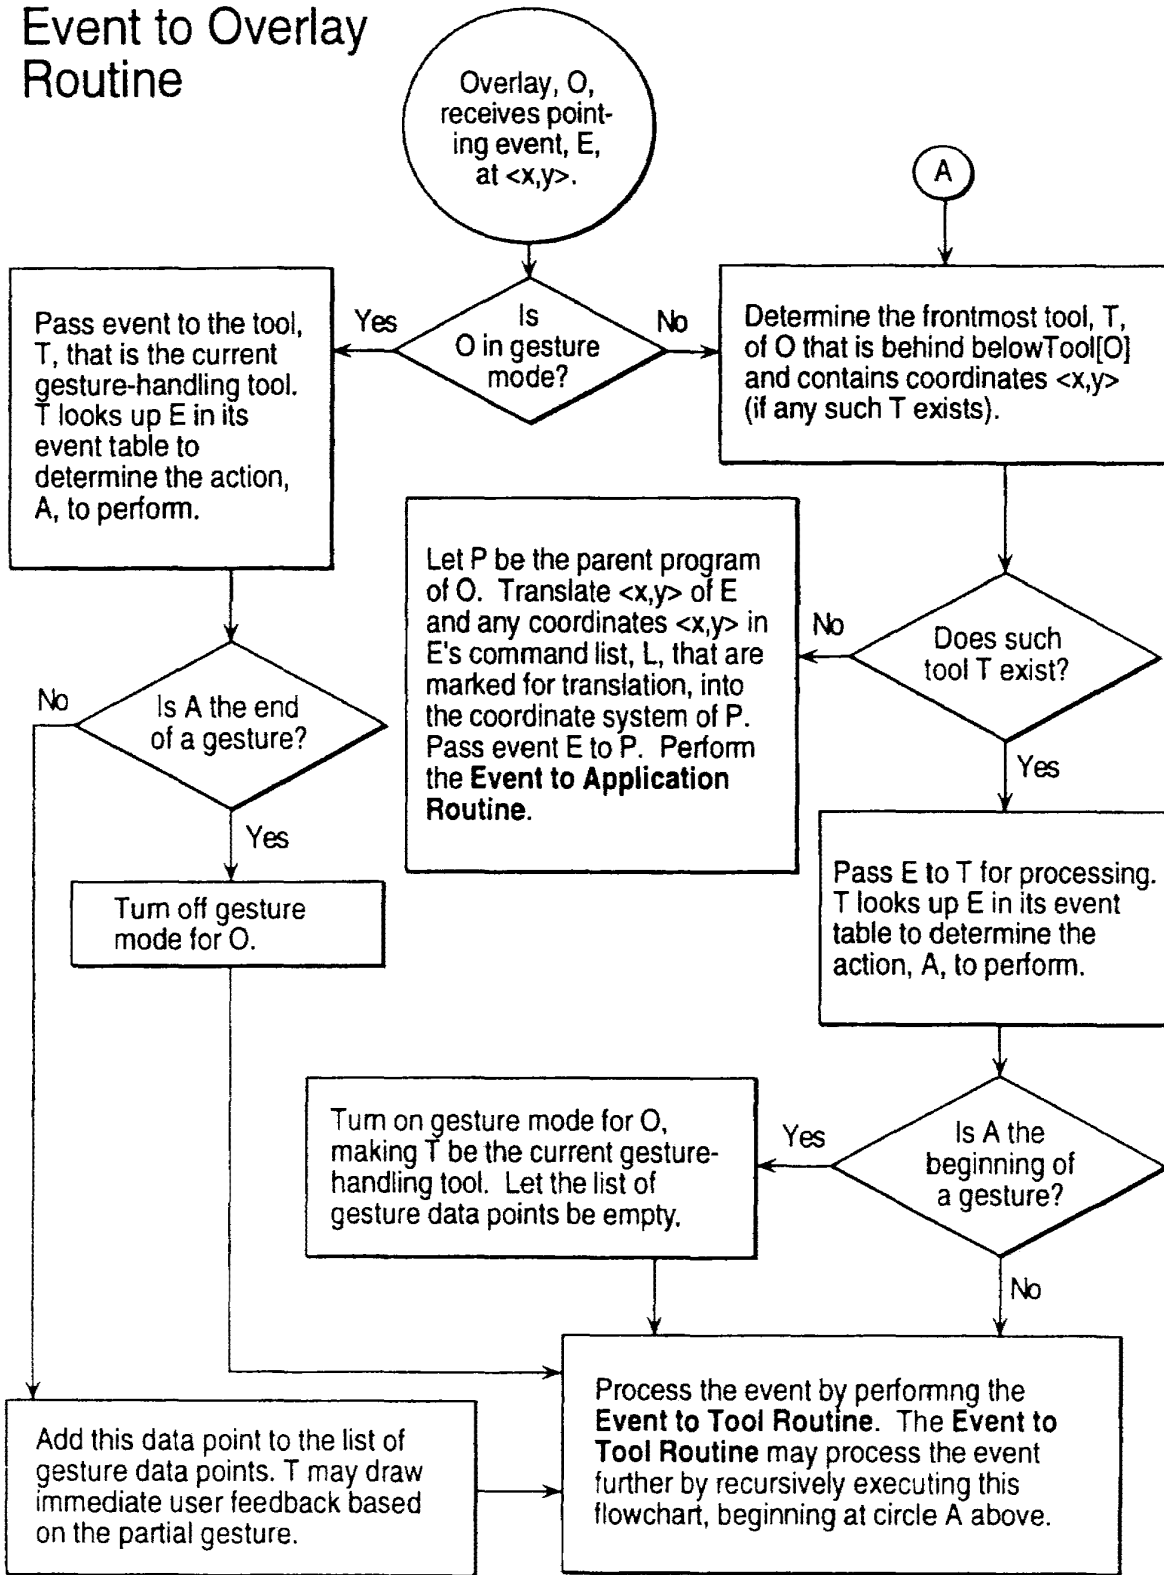 Event to Overlay
Routine
Overlay, O,
receives point-
ing event, E,
at <x,y>.
A
Is
O in gesture
mode?
Yes
No
Pass event to the tool,
T, that is the current
gesture-handling tool.
T looks up E in its
event table to
determine the action,
A, to perform.
Determine the frontmost tool, T,
of O that is behind belowTool[O]
and contains coordinates <x,y>
(if any such T exists).
Let P be the parent program
of O. Translate <x,y> of E
and any coordinates <x,y> in
E's command list, L, that are
marked for translation, into
the coordinate system of P.
Pass event E to P. Perform
the Event to Application
Routine.
No
Does such
tool T exist?
Yes
No
Is A the end
of a gesture?
Yes
Turn off gesture
mode for O.
Pass E to T for processing.
T looks up E in its event
table to determine the
action, A, to perform.
Turn on gesture mode for O,
making T be the current gesture-
handling tool. Let the list of
gesture data points be empty.
Yes
Is A the
beginning of
a gesture?
No
Add this data point to the list of
gesture data points. T may draw
immediate user feedback based
on the partial gesture.
Process the event by performng the
Event to Tool Routine. The Event to
Tool Routine may process the event
further by recursively executing this
flowchart, beginning at circle A above.